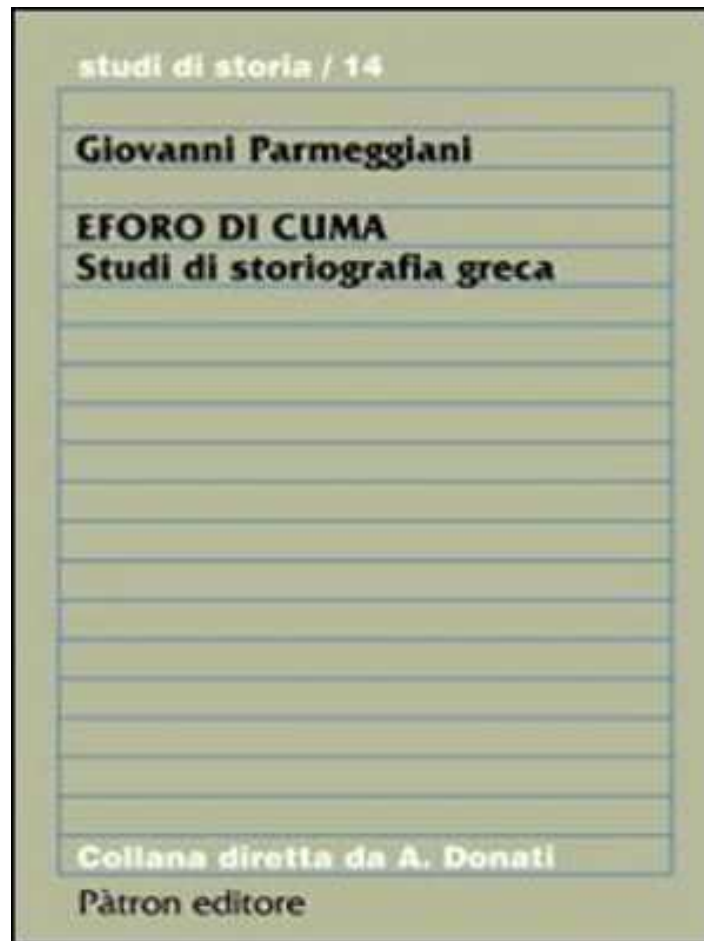 studi di storia / 14
Giovanni Parmeggiani
EFORO DI CUMA
Studi di storiografia greca
Collana diretta da A. Donati
Pàtron editore